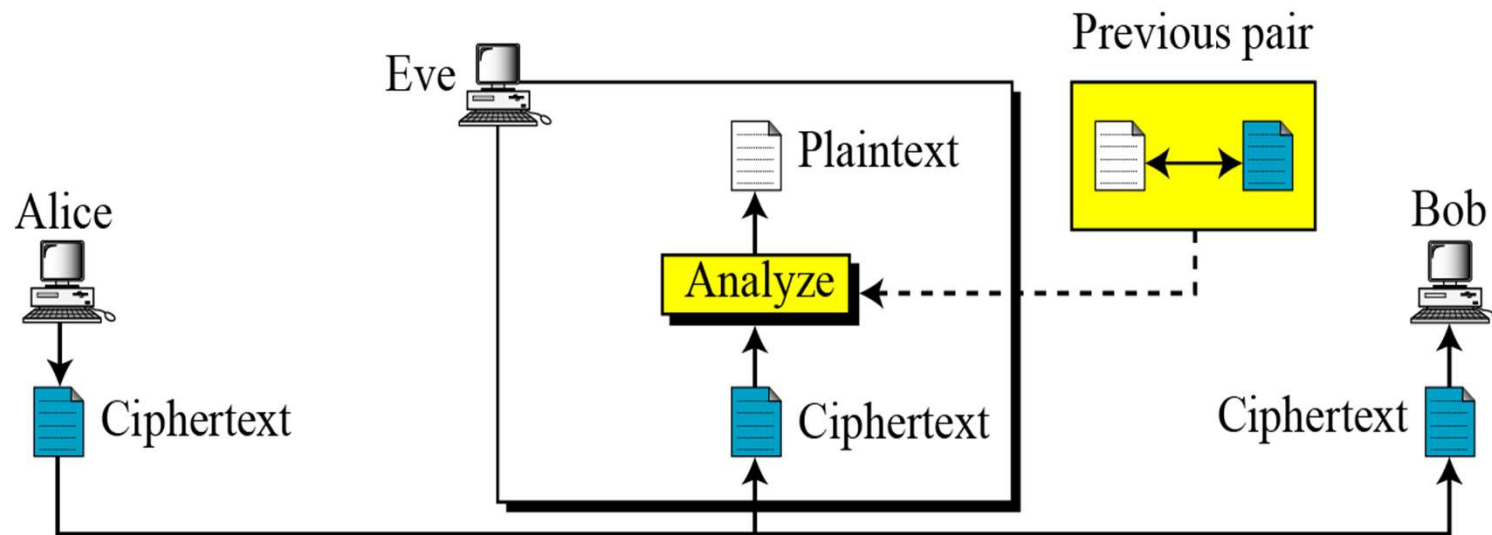 Previous pair
Eve
Plaintext
Alice
Bob
Analyze
Ciphertext
Ciphertext
Ciphertext